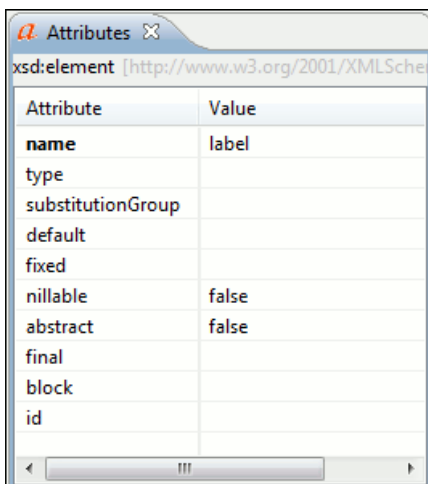 a Attributes
xsd:element [http://www.w3.org/2001/XMLSche
Attribute Value
name label
type
substitutionGroup
default
fixed
nillable false
abstract false
final
block
id